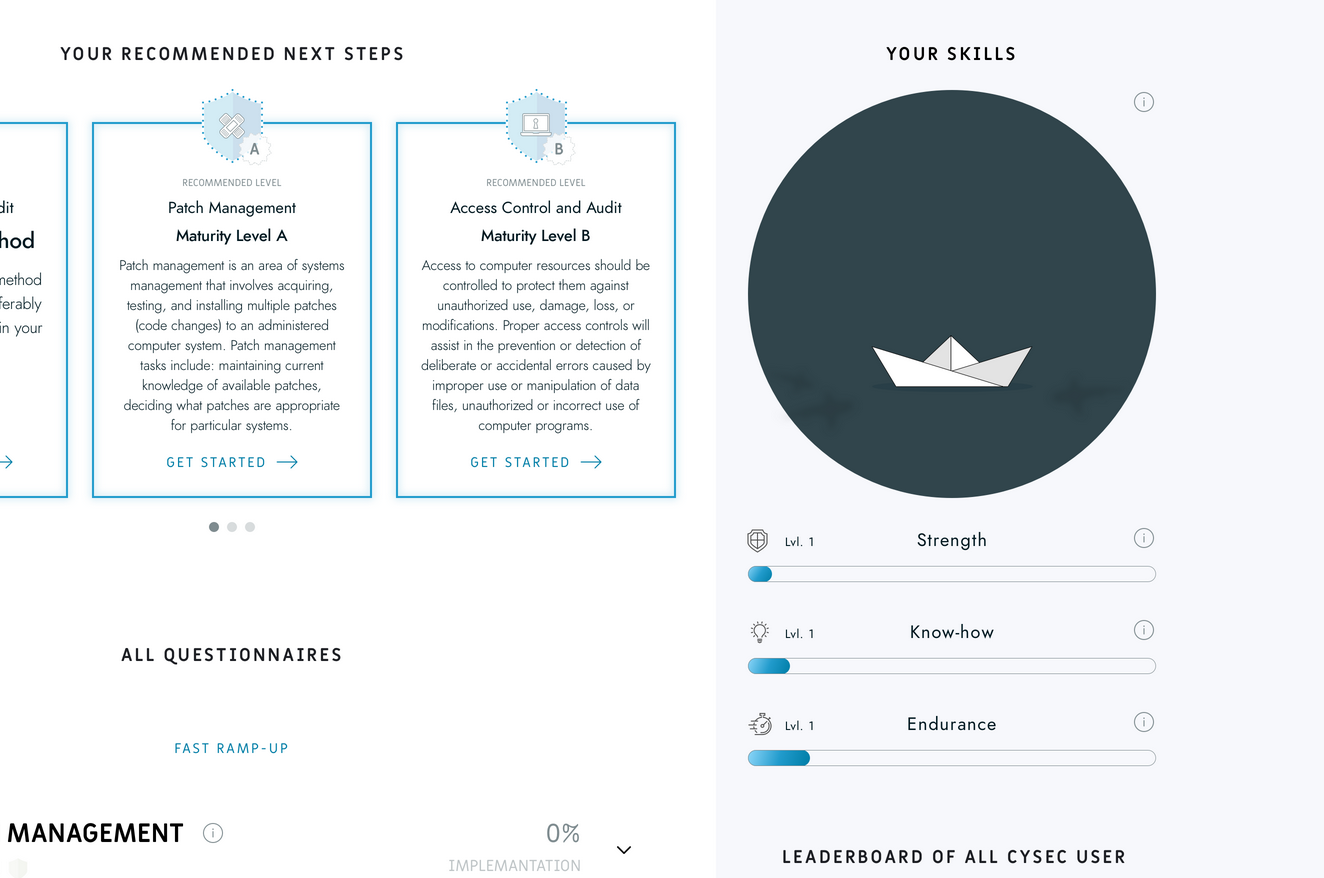 YOUR RECOMMENDED NEXT STEPS
dit
hod
method
ferably
in your
A
RECOMMENDED LEVEL
Patch Management
Maturity Level A
Patch management is an area of systems
management that involves acquiring,
testing, and installing multiple patches
(code changes) to an administered
computer system. Patch management
tasks include: maintaining current
knowledge of available patches,
deciding what patches are appropriate
for particular systems.
GET STARTED
B
RECOMMENDED LEVEL
Access Control and Audit
Maturity Level B
Access to computer resources should be
controlled to protect them against
unauthorized use, damage, loss, or
modifications. Proper access controls will
assist in the prevention or detection of
deliberate or accidental errors caused by
improper use or manipulation of data
files, unauthorized or incorrect use of
computer programs.
GET STARTED
ALL QUESTIONNAIRES
FAST RAMP-UP
MANAGEMENT
0%
IMPLEMANTATION
YOUR SKILLS
Lvl. 1 Strength
Lvl. 1 Know-how
Lvl. 1 Endurance
LEADERBOARD OF ALL CYSEC USER